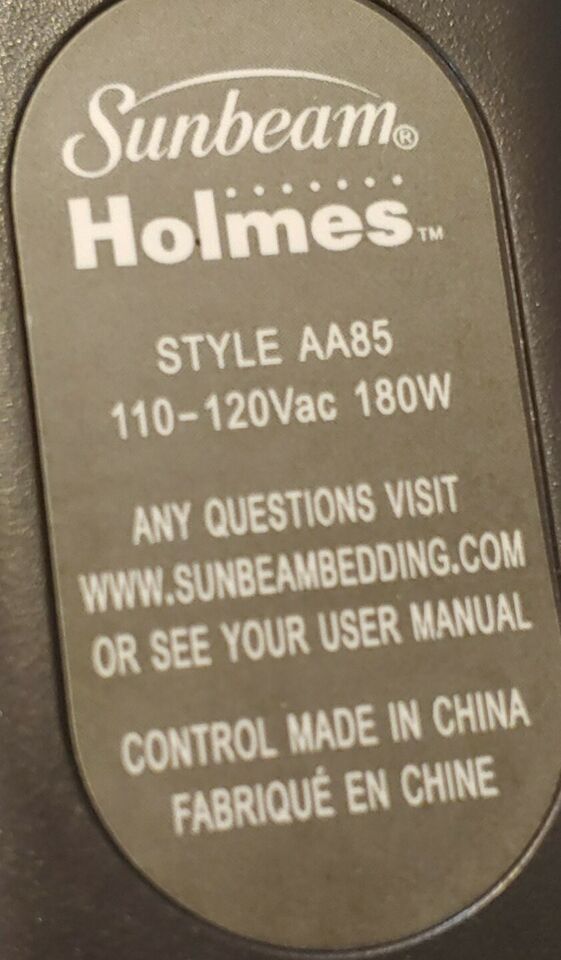 Sunbeam®
Holmes™
STYLE AA85
110-120Vac 180W
ANY QUESTIONS VISIT
WWW.SUNBEAMBEDDING.COM
OR SEE YOUR USER MANUAL
CONTROL MADE IN CHINA
FABRIQUÉ EN CHINE